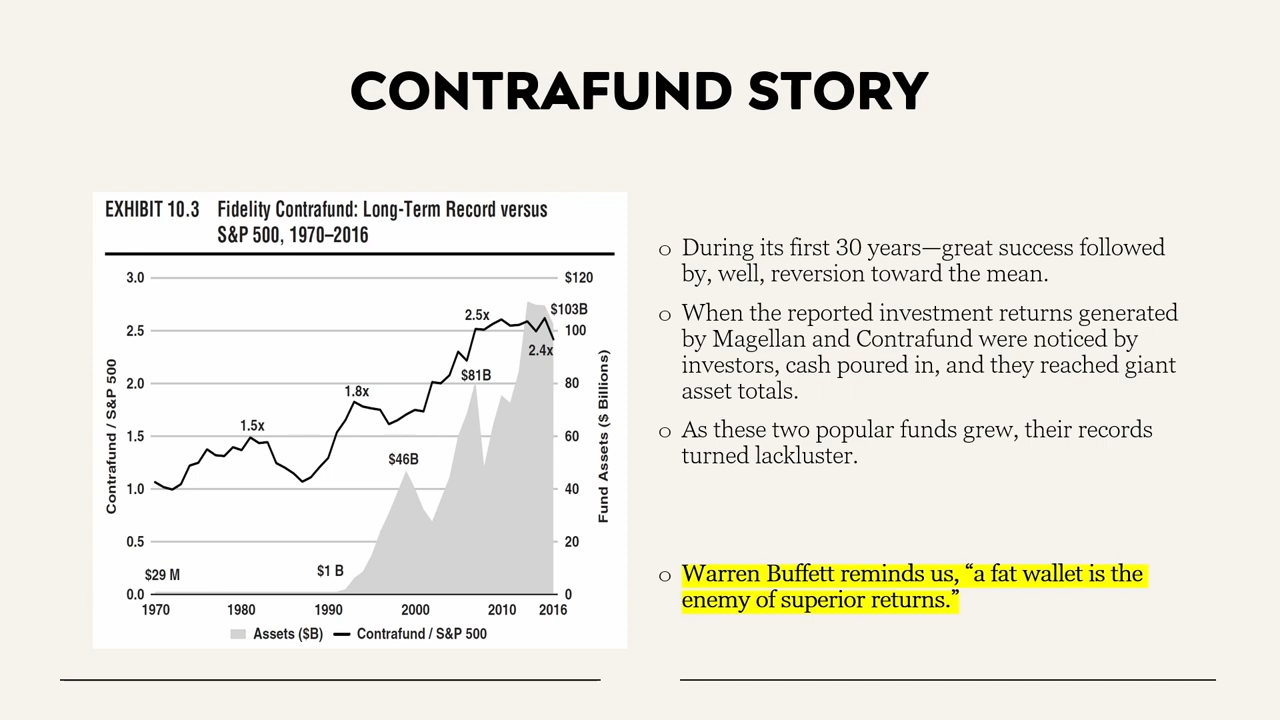 CONTRAFUND STORY
EXHIBIT 10.3 Fidelity Contrafund: Long-Term Record versus
S&P 500, 1970–2016
Contrafund / S&P 500
3.0
2.5
2.0
1.5
1.0
0.5
0.0
$29 M
1.5x
$1 B
1.8x
$46B
2.5x
$81B
$103B
2.4x
$120
100
80
60
40
20
0
Fund Assets ($ Billions)
1970 1980 1990 2000 2010 2016
Assets ($B) Contrafund / S&P 500
o During its first 30 years—great success followed
by, well, reversion toward the mean.
o When the reported investment returns generated
by Magellan and Contrafund were noticed by
investors, cash poured in, and they reached giant
asset totals.
o As these two popular funds grew, their records
turned lackluster.
o Warren Buffett reminds us, “a fat wallet is the
enemy of superior returns.”